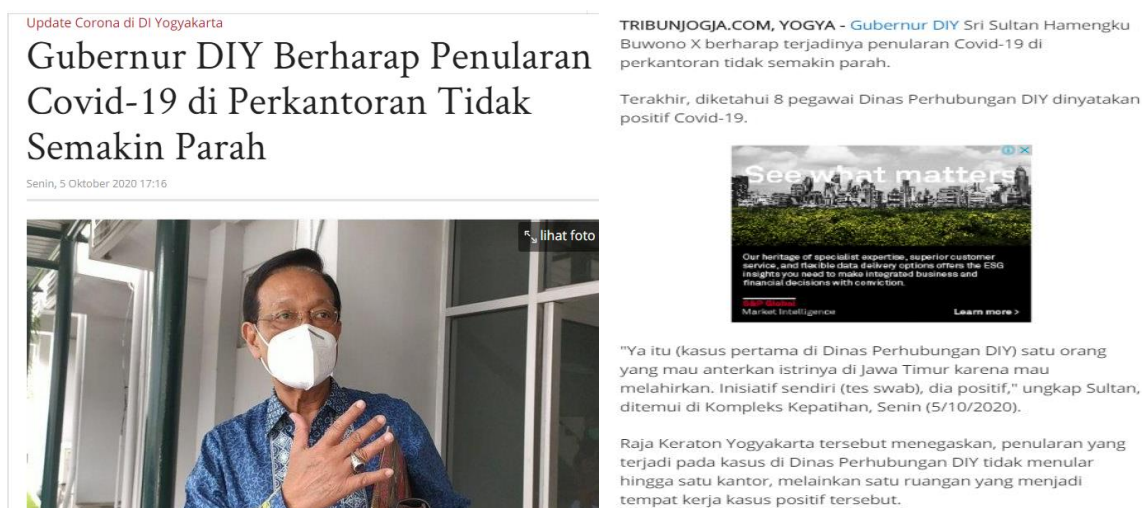 Update Corona di DI Yogyakarta
Gubernur DIY Berharap Penularan
Covid-19 di Perkantoran Tidak
Semakin Parah
Senin, 5 Oktober 2020 17:16
lihat foto
TRIBUNJOGJA.COM, YOGYA - Gubernur DIY Sri Sultan Hamengku
Buwono X berharap terjadinya penularan Covid-19 di
perkantoran tidak semakin parah.
Terakhir, diketahui 8 pegawai Dinas Perhubungan DIY dinyatakan
positif Covid-19.
See what matters
Our heritage of specialist expertise, superior customer
service, and flexible data delivery options offers the ESG
insights you need to make integrated business and
financial decisions with conviction.
S&P Global
Market Intelligence
Learn more >
"Ya itu (kasus pertama di Dinas Perhubungan DIY) satu orang
yang mau anterkan istrinya di Jawa Timur karena mau
melahirkan. Inisiatif sendiri (tes swab), dia positif," ungkap Sultan,
ditemui di Kompleks Kepatihan, Senin (5/10/2020).
Raja Keraton Yogyakarta tersebut menegaskan, penularan yang
terjadi pada kasus di Dinas Perhubungan DIY tidak menular
hingga satu kantor, melainkan satu ruangan yang menjadi
tempat kerja kasus positif tersebut.